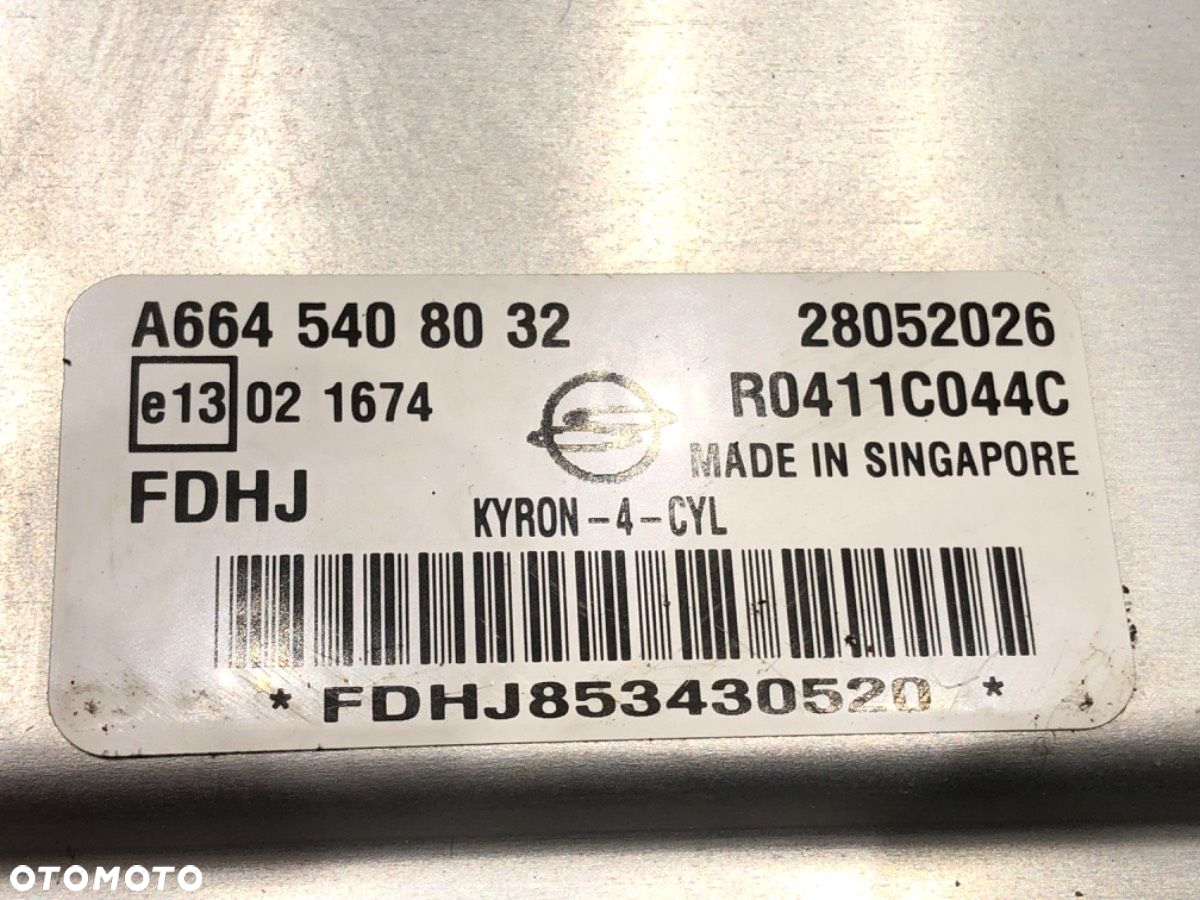 A664 540 80 32 28052026
e13 02 1674 R0411C044C
MADE IN SINGAPORE
FDHJ
KYRON-4-CYL
* FDHJ853430520 *
OTOMOTO